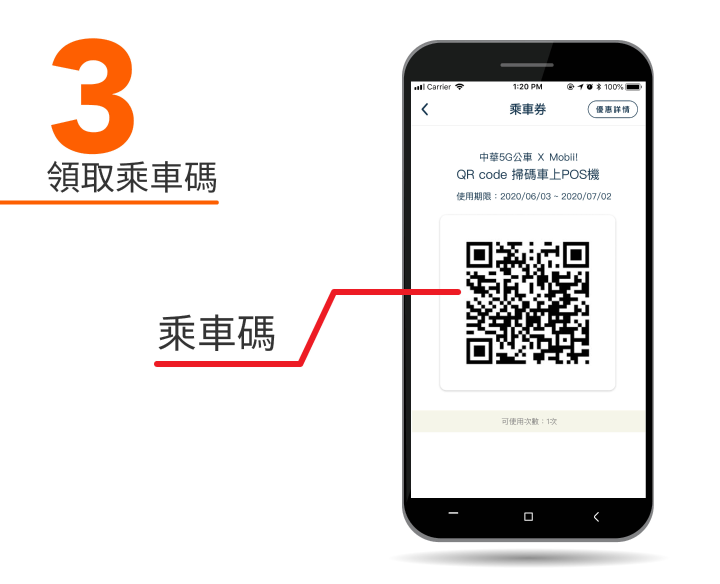 3
領取乘車碼
乘車碼
Carrier 1:20 PM 100%
乘車券 優惠詳情
中華5G公車 X Mobii!
QR code 掃碼車上POS機
使用期限：2020/06/03 ~ 2020/07/02
可使用次數：1次